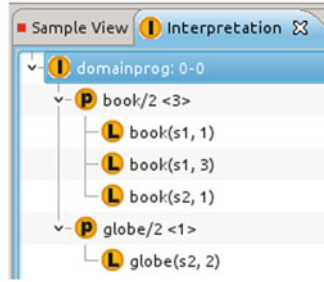 Sample View I Interpretation
I domainprog: 0-0
P book/2 <3>
L book(s1, 1)
L book(s1, 3)
L book(s2, 1)
P globe/2 <1>
L globe(s2, 2)